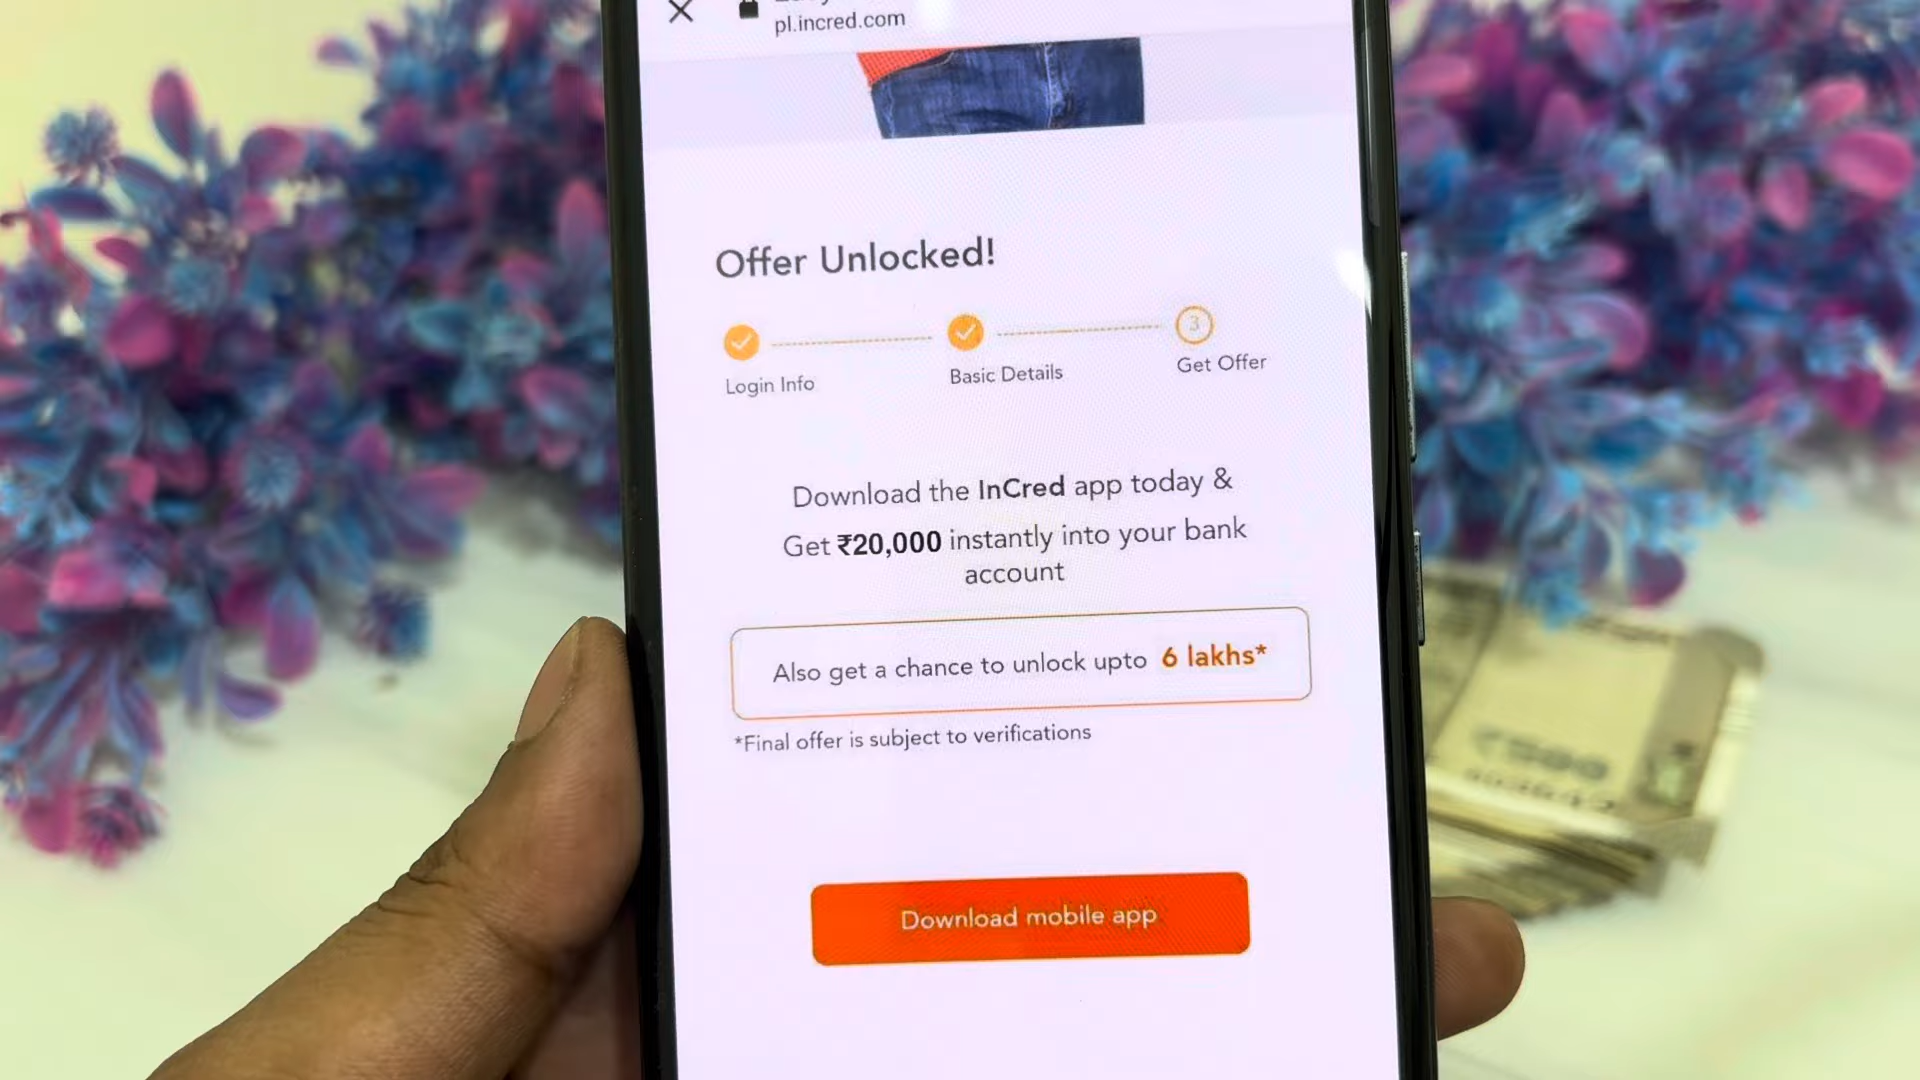 pl.incred.com
Offer Unlocked!
3
Login Info
Basic Details
Get Offer
Download the InCred app today &
Get ₹20,000 instantly into your bank
account
Also get a chance to unlock upto 6 lakhs*
*Final offer is subject to verifications
Download mobile app